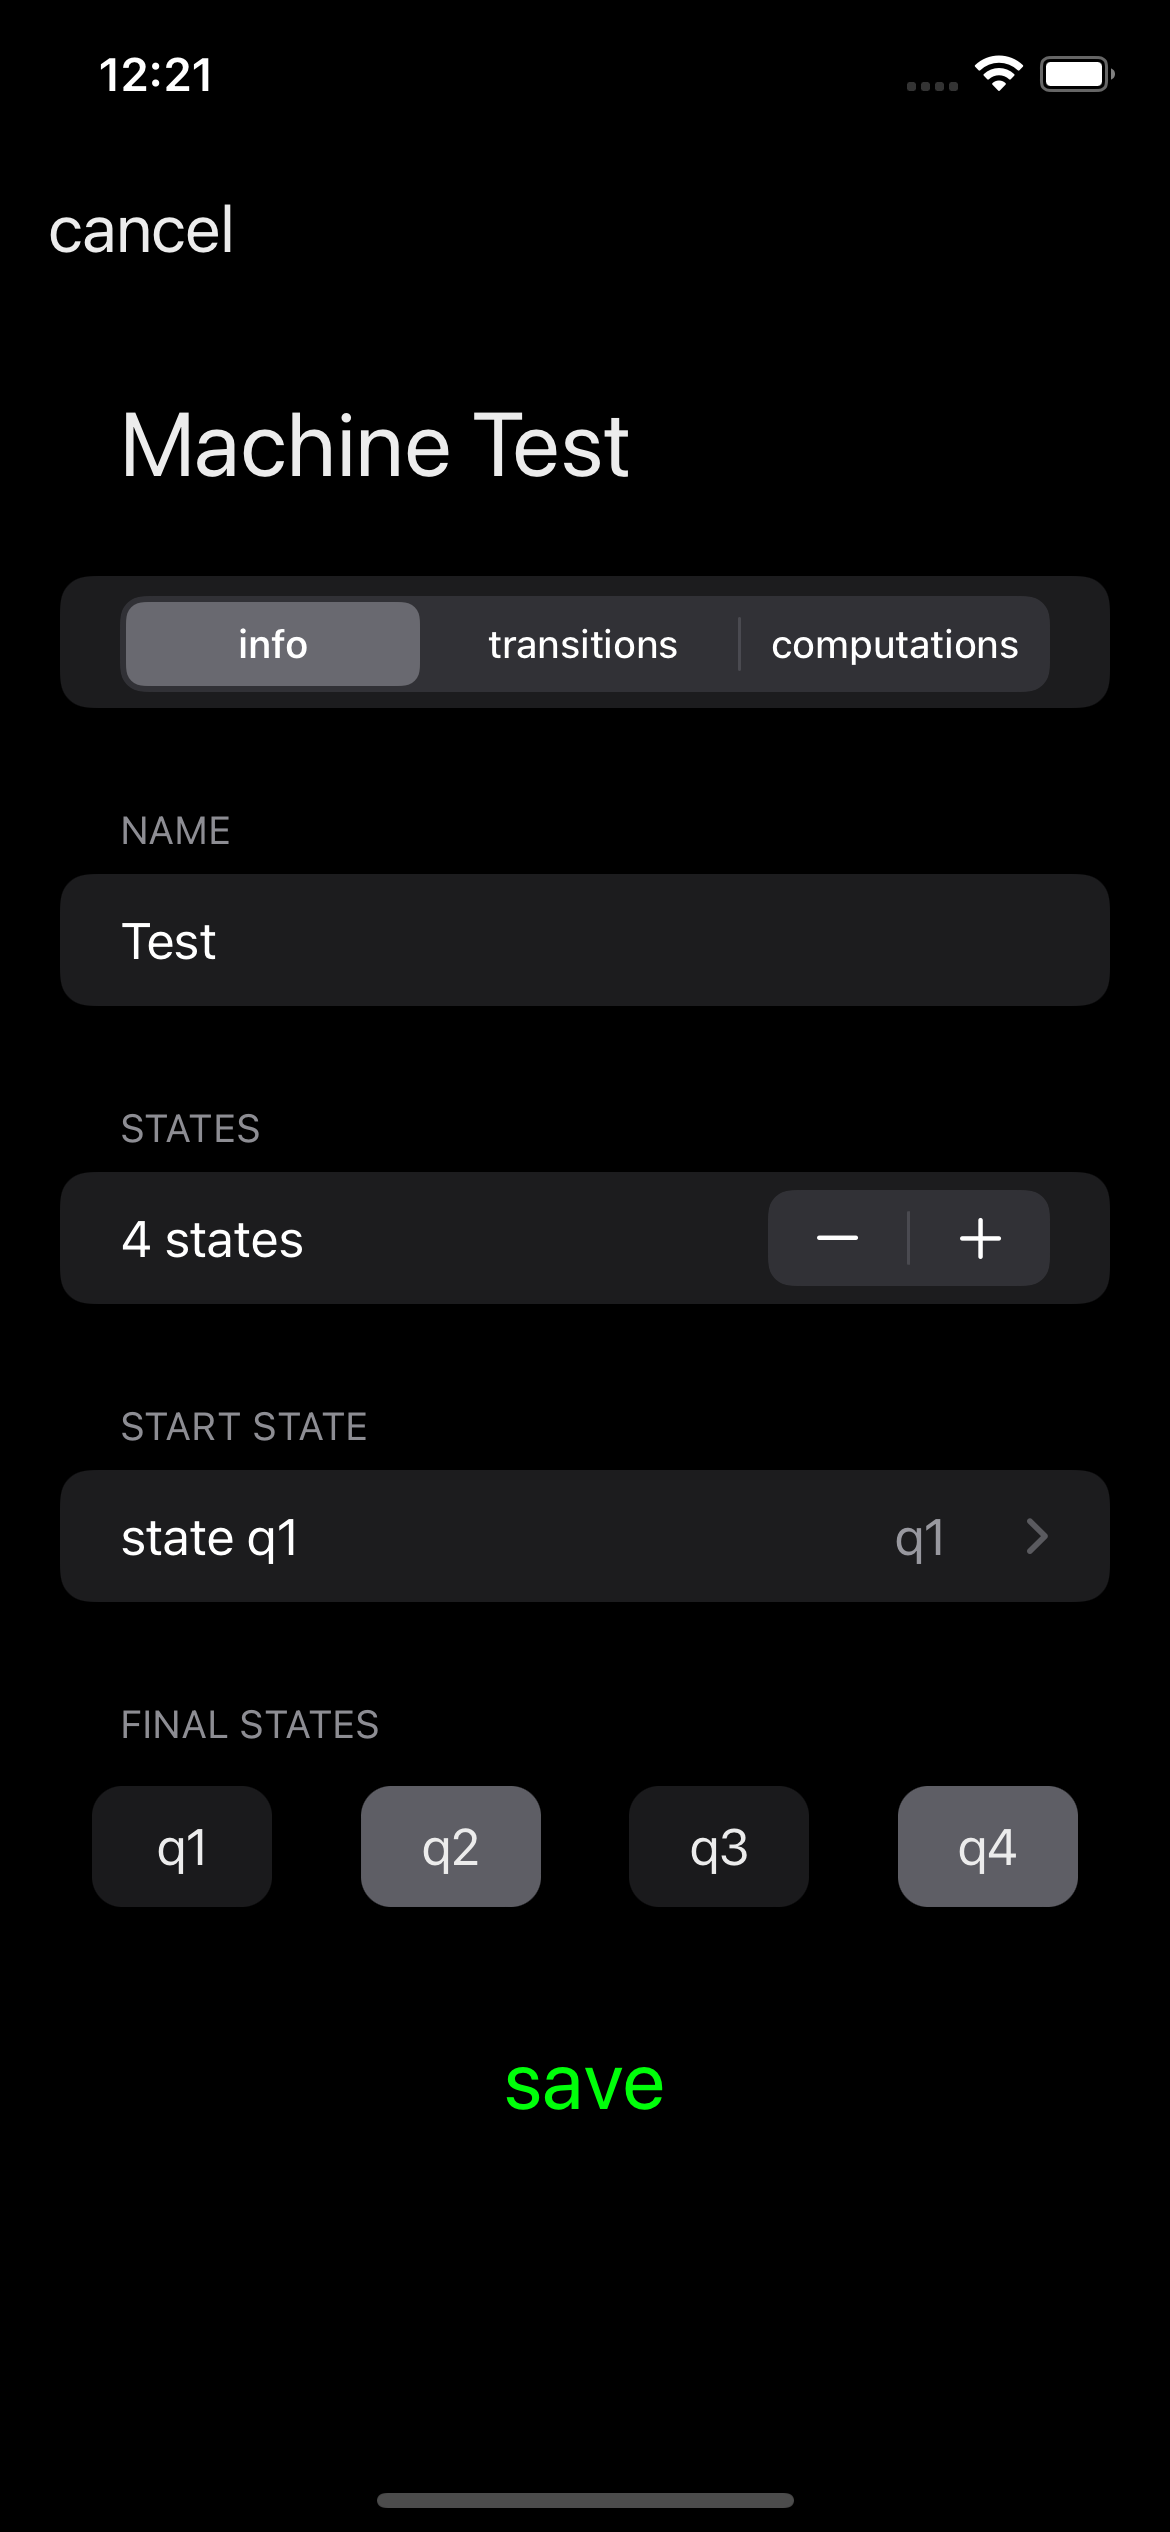 12:21
cancel
Machine Test
info transitions computations
NAME
Test
STATES
4 states
START STATE
state q1 q1
FINAL STATES
q1 q2 q3 q4
save